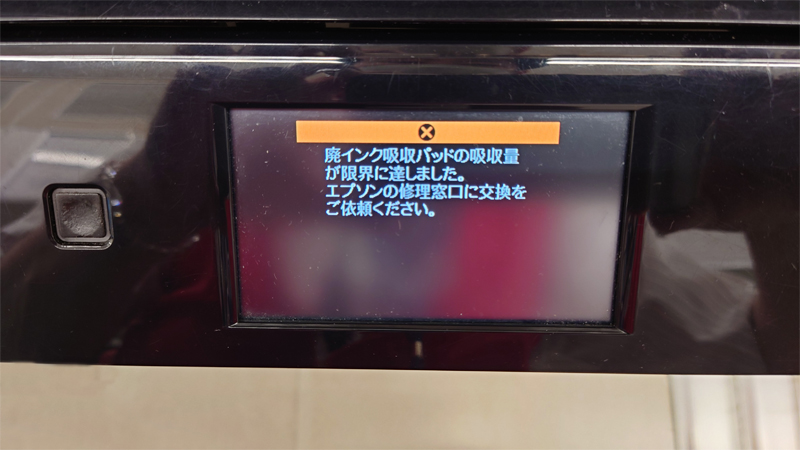 廃インク吸収パッドの吸収量
が限界に達しました。
エプソンの修理窓口に交換を
ご依頼ください。